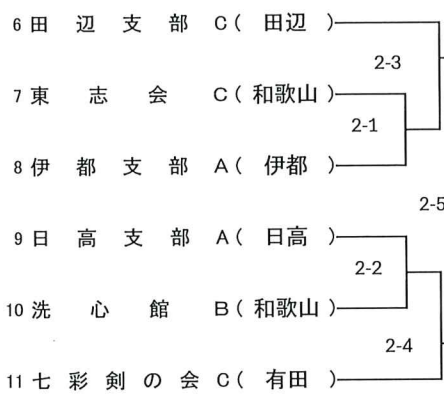 6 田辺支部 C ( 田辺 )
2-3
7 東志会 C ( 和歌山 )
2-1
8 伊都支部 A ( 伊都 )
2-5
9 日高支部 A ( 日高 )
2-2
10 洗心館 B ( 和歌山 )
2-4
11 七彩剣の会 C ( 有田 )